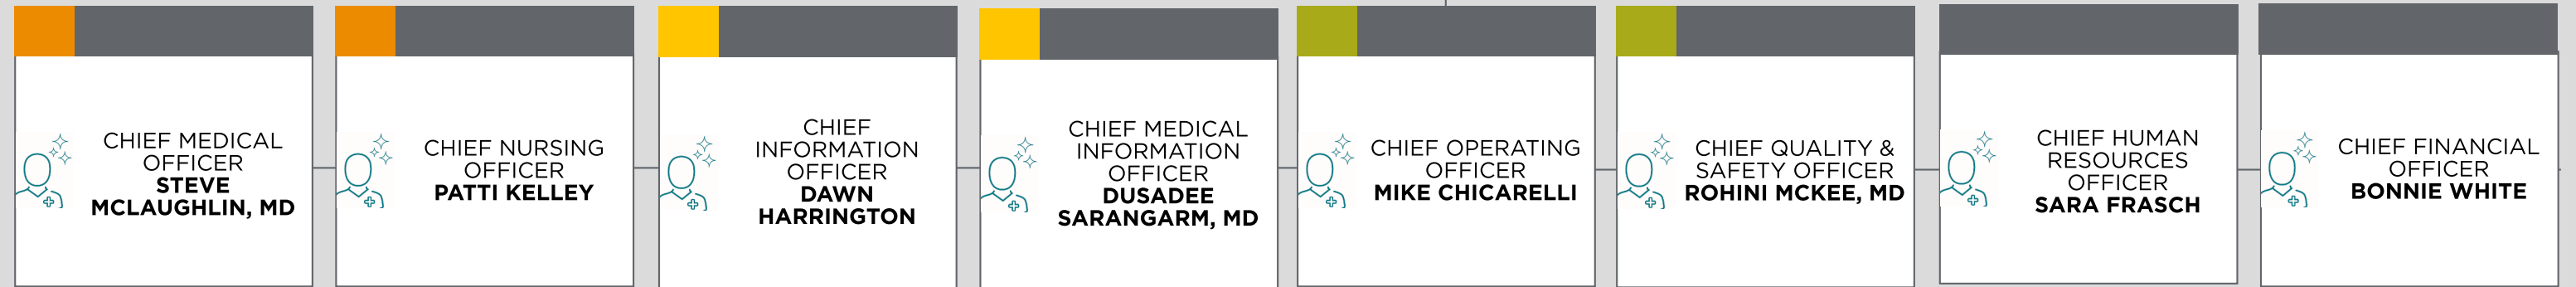 CHIEF MEDICAL
OFFICER
STEVE
MCLAUGHLIN, MD
CHIEF NURSING
OFFICER
PATTI KELLEY
CHIEF
INFORMATION
OFFICER
DAWN
HARRINGTON
CHIEF MEDICAL
INFORMATION
OFFICER
DUSADEE
SARANGARM, MD
CHIEF OPERATING
OFFICER
MIKE CHICARELLI
CHIEF QUALITY &
SAFETY OFFICER
ROHINI MCKEE, MD
CHIEF HUMAN
RESOURCES
OFFICER
SARA FRASCH
CHIEF FINANCIAL
OFFICER
BONNIE WHITE